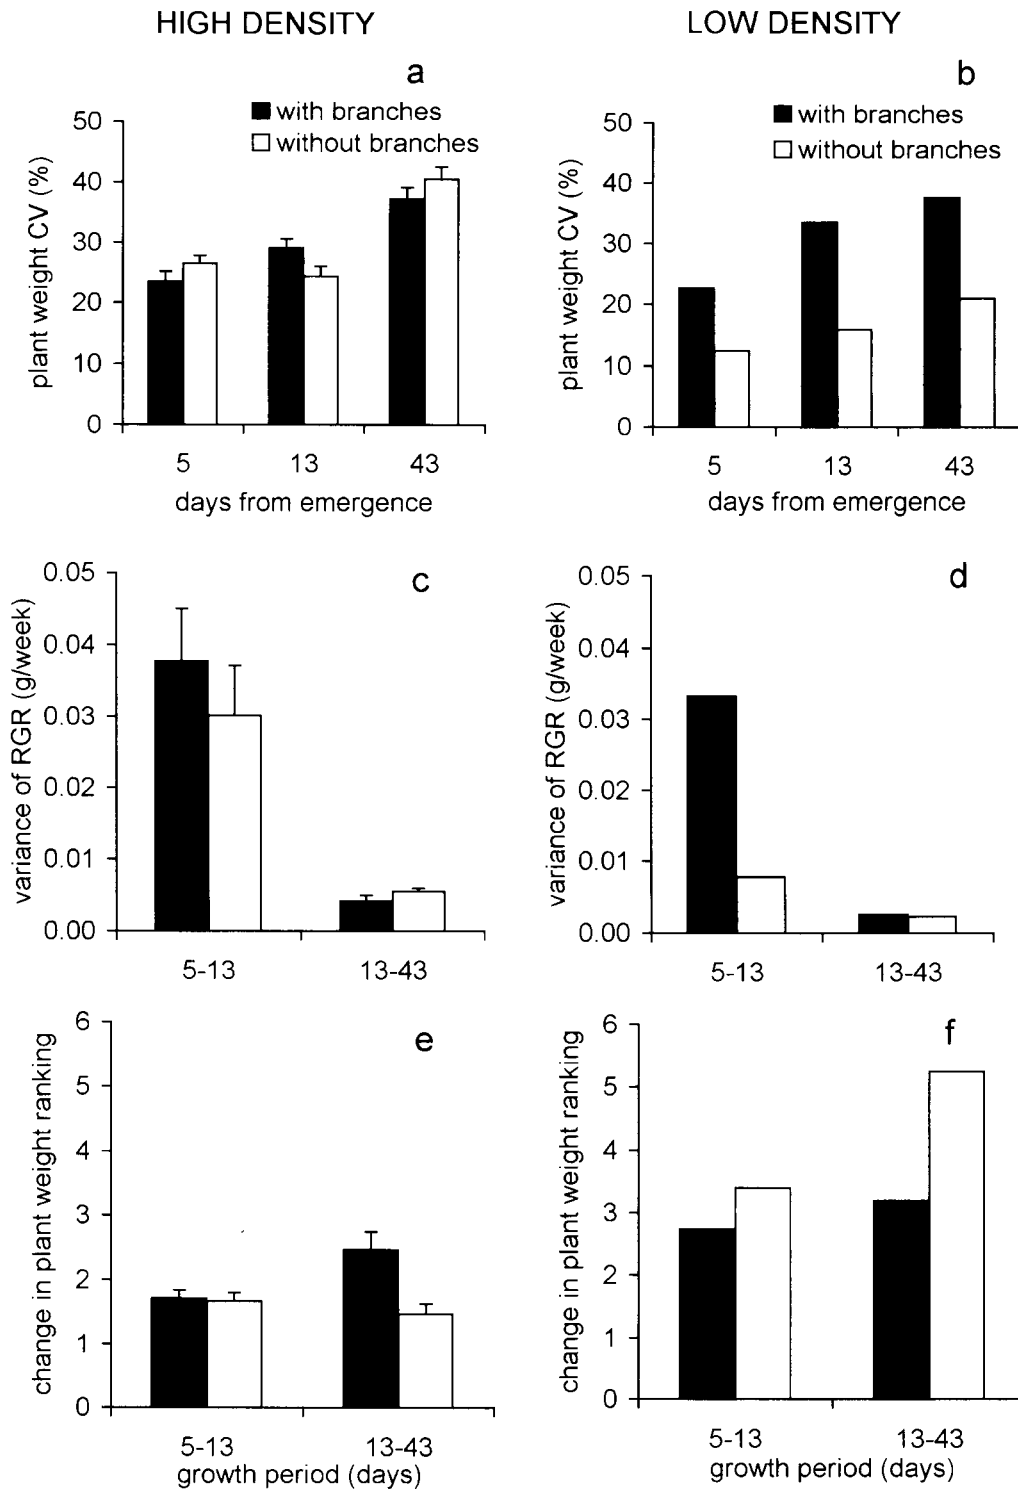 HIGH DENSITY
LOW DENSITY
a
with branches
without branches
plant weight CV (%)
50
40
30
20
10
0
5 13 43
days from emergence
b
with branches
without branches
plant weight CV (%)
50
40
30
20
10
0
5 13 43
days from emergence
c
variance of RGR (g/week)
0.05
0.04
0.03
0.02
0.01
0.00
5-13 13-43
d
variance of RGR (g/week)
0.05
0.04
0.03
0.02
0.01
0.00
5-13 13-43
e
change in plant weight ranking
6
5
4
3
2
1
0
5-13 13-43
growth period (days)
f
change in plant weight ranking
6
5
4
3
2
1
0
5-13 13-43
growth period (days)